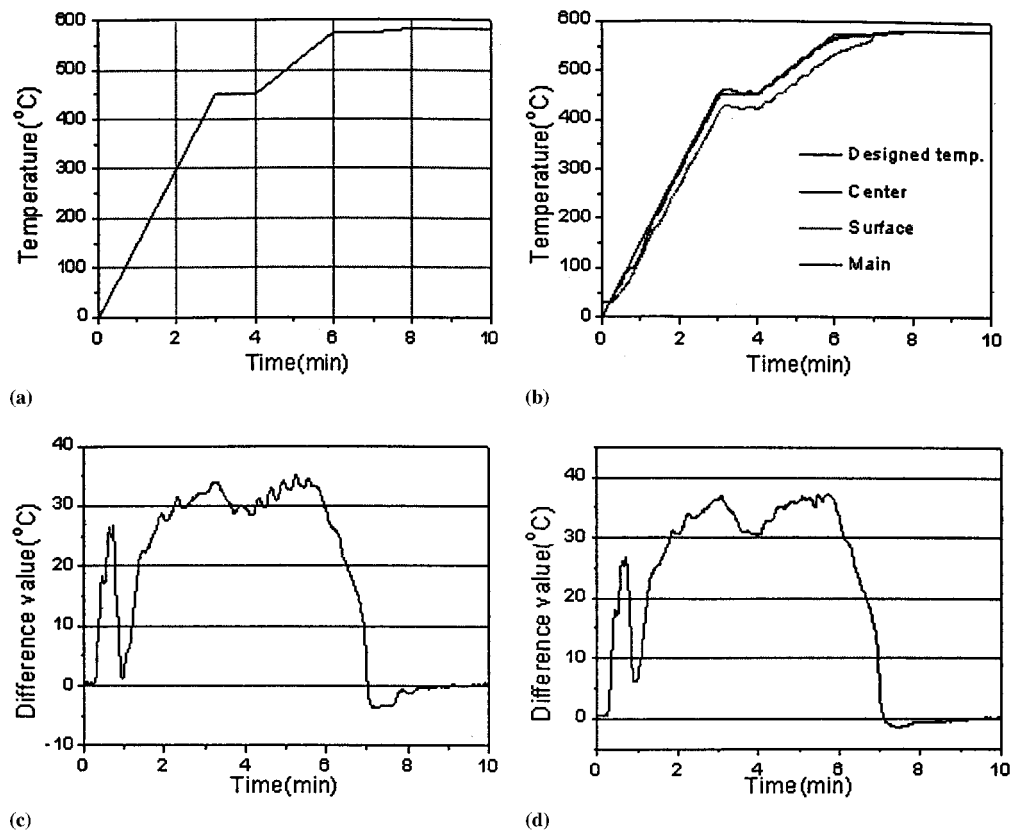 600
500
400
300
200
100
0
Temperature(°C)
0 2 4 6 8 10
Time(min)
(a)
600
500
400
300
200
100
0
Temperature(°C)
Designed temp.
Center
Surface
Main
0 2 4 6 8 10
Time(min)
(b)
40
30
20
10
0
-10
Difference value(°C)
0 2 4 6 8 10
Time(min)
(c)
40
40
30
20
10
0
Difference value(°C)
0 2 4 6 8 10
Time(min)
(d)